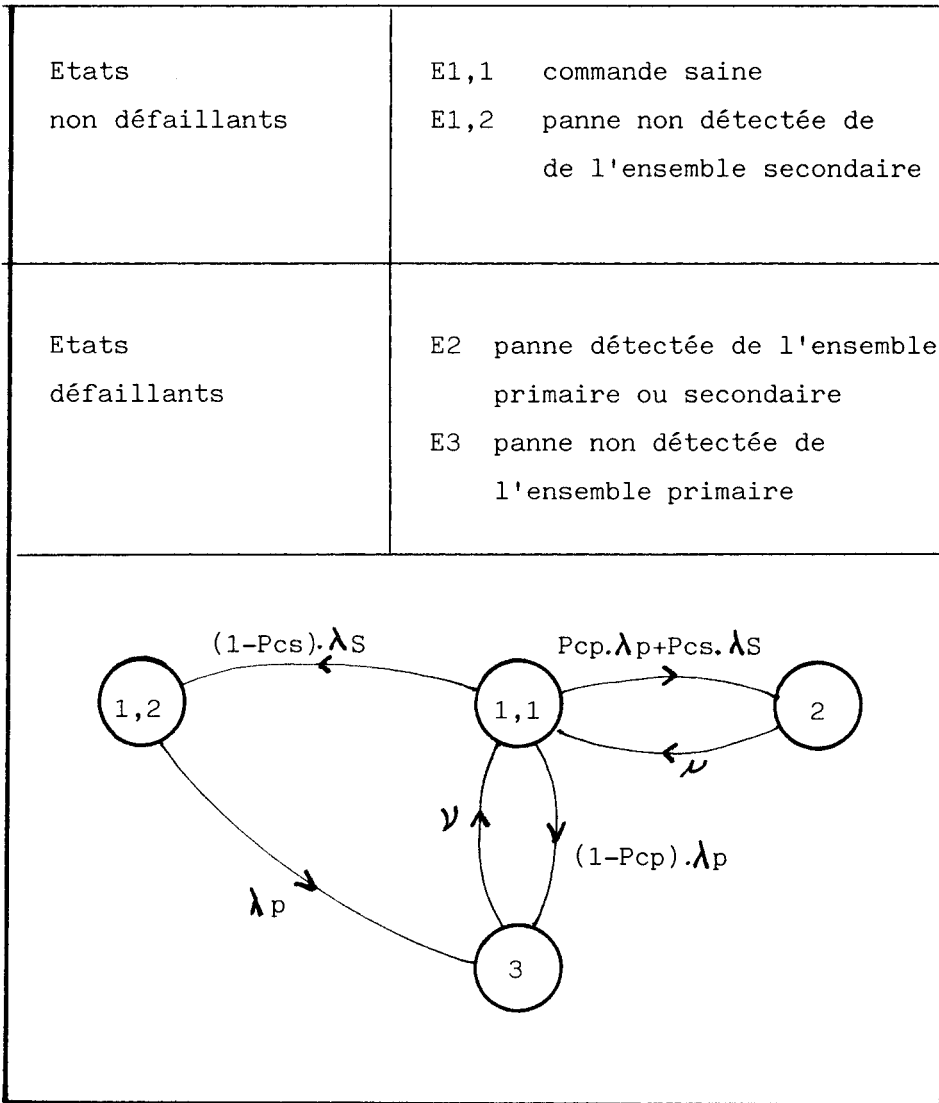 Etats
non défaillants
E1,1 commande saine
E1,2 panne non détectée de
de l'ensemble secondaire
Etats
défaillants
E2 panne détectée de l'ensemble
primaire ou secondaire
E3 panne non détectée de
l'ensemble primaire
(1-Pcs).λS
Pcp.λp+Pcs.λS
1,2
1,1
2
μ
ν
(1-Pcp).λp
λp
3